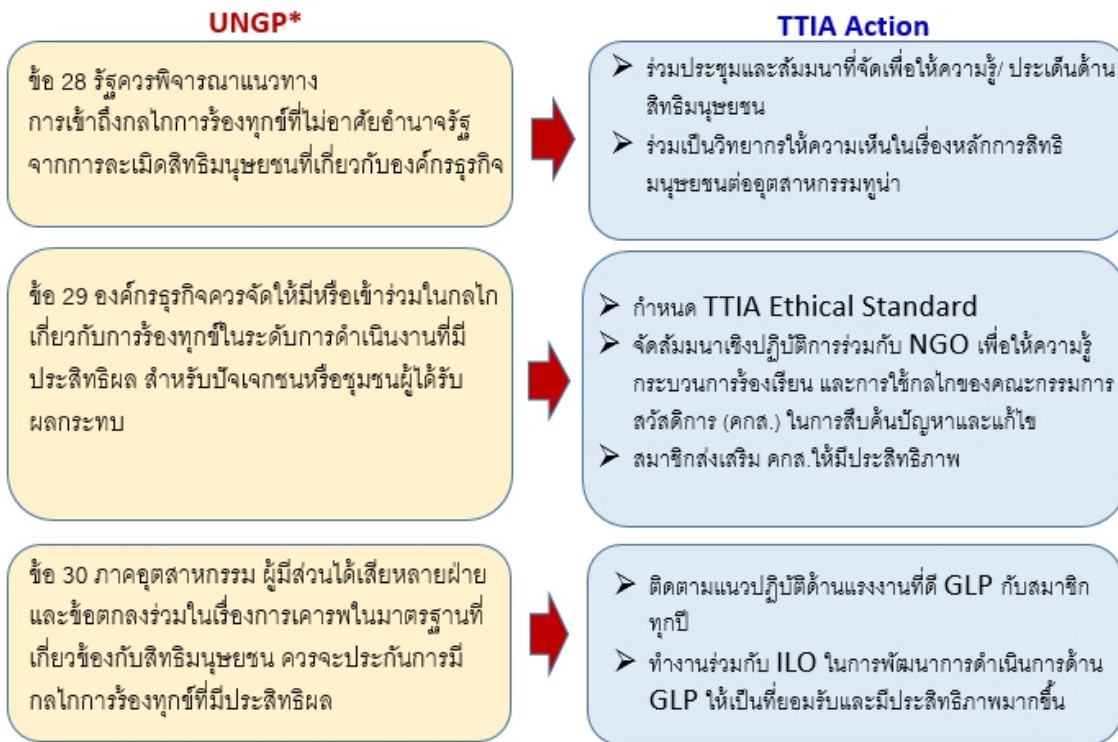 UNGP*
TTIA Action
ข้อ 28 รัฐควรพิจารณาแนวทาง
การเข้าถึงกลไกการร้องทุกข์ที่ไม่อาศัยอำนาจรัฐ
จากการละเมิดสิทธิมนุษยชนที่เกี่ยวกับองค์กรธุรกิจ
➢ ร่วมประชุมและสัมมนาที่จัดเพื่อให้ความรู้/ ประเด็นด้าน
สิทธิมนุษยชน
➢ ร่วมเป็นวิทยากรให้ความเห็นในเรื่องหลักการสิทธิ
มนุษยชนต่ออุตสาหกรรมทูน่า
ข้อ 29 องค์กรธุรกิจควรจัดให้มีหรือเข้าร่วมในกลไก
เกี่ยวกับการร้องทุกข์ในระดับการดำเนินงานที่มี
ประสิทธิผล สำหรับปัจเจกชนหรือชุมชนผู้ได้รับ
ผลกระทบ
➢ กำหนด TTIA Ethical Standard
➢ จัดสัมมนาเชิงปฏิบัติการร่วมกับ NGO เพื่อให้ความรู้
กระบวนการร้องเรียน และการใช้กลไกของคณะกรรมการ
สวัสดิการ (คกส.) ในการสืบค้นปัญหาและแก้ไข
➢ สมาชิกส่งเสริม คกส.ให้มีประสิทธิภาพ
ข้อ 30 ภาคอุตสาหกรรม ผู้มีส่วนได้เสียหลายฝ่าย
และข้อตกลงร่วมในเรื่องการเคารพในมาตรฐานที่
เกี่ยวข้องกับสิทธิมนุษยชน ควรจะประกันการมี
กลไกการร้องทุกข์ที่มีประสิทธิผล
➢ ติดตามแนวปฏิบัติด้านแรงงานที่ดี GLP กับสมาชิก
ทุกปี
➢ ทำงานร่วมกับ ILO ในการพัฒนาการดำเนินการด้าน
GLP ให้เป็นที่ยอมรับและมีประสิทธิภาพมากขึ้น